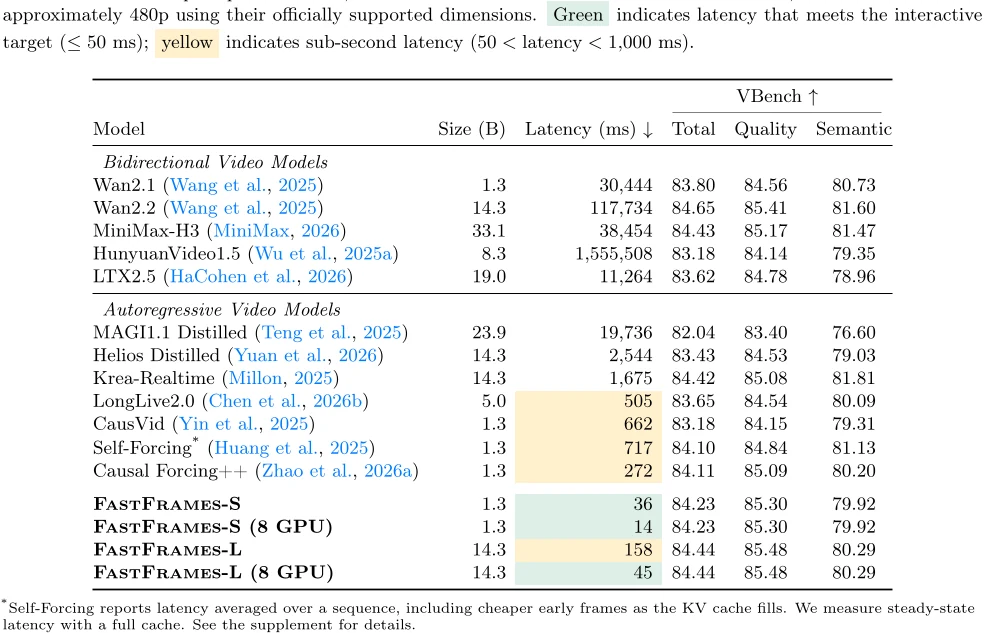 approximately 480p using their officially supported dimensions. Green indicates latency that meets the interactive
target (≤ 50 ms); yellow indicates sub-second latency (50 < latency < 1,000 ms).
VBench ↑
Model Size (B) Latency (ms) ↓ Total Quality Semantic
Bidirectional Video Models
Wan2.1 (Wang et al., 2025) 1.3 30,444 83.80 84.56 80.73
Wan2.2 (Wang et al., 2025) 14.3 117,734 84.65 85.41 81.60
MiniMax-H3 (MiniMax, 2026) 33.1 38,454 84.43 85.17 81.47
HunyuanVideo1.5 (Wu et al., 2025a) 8.3 1,555,508 83.18 84.14 79.35
LTX2.5 (HaCohen et al., 2026) 19.0 11,264 83.62 84.78 78.96
Autoregressive Video Models
MAGI1.1 Distilled (Teng et al., 2025) 23.9 19,736 82.04 83.40 76.60
Helios Distilled (Yuan et al., 2026) 14.3 2,544 83.43 84.53 79.03
Krea-Realtime (Millon, 2025) 14.3 1,675 84.42 85.08 81.81
LongLive2.0 (Chen et al., 2026b) 5.0 505 83.65 84.54 80.09
CausVid (Yin et al., 2025) 1.3 662 83.18 84.15 79.31
Self-Forcing* (Huang et al., 2025) 1.3 717 84.10 84.84 81.13
Causal Forcing++ (Zhao et al., 2026a) 1.3 272 84.11 85.09 80.20
FastFrames-S 1.3 36 84.23 85.30 79.92
FastFrames-S (8 GPU) 1.3 14 84.23 85.30 79.92
FastFrames-L 14.3 158 84.44 85.48 80.29
FastFrames-L (8 GPU) 14.3 45 84.44 85.48 80.29
*Self-Forcing reports latency averaged over a sequence, including cheaper early frames as the KV cache fills. We measure steady-state
latency with a full cache. See the supplement for details.